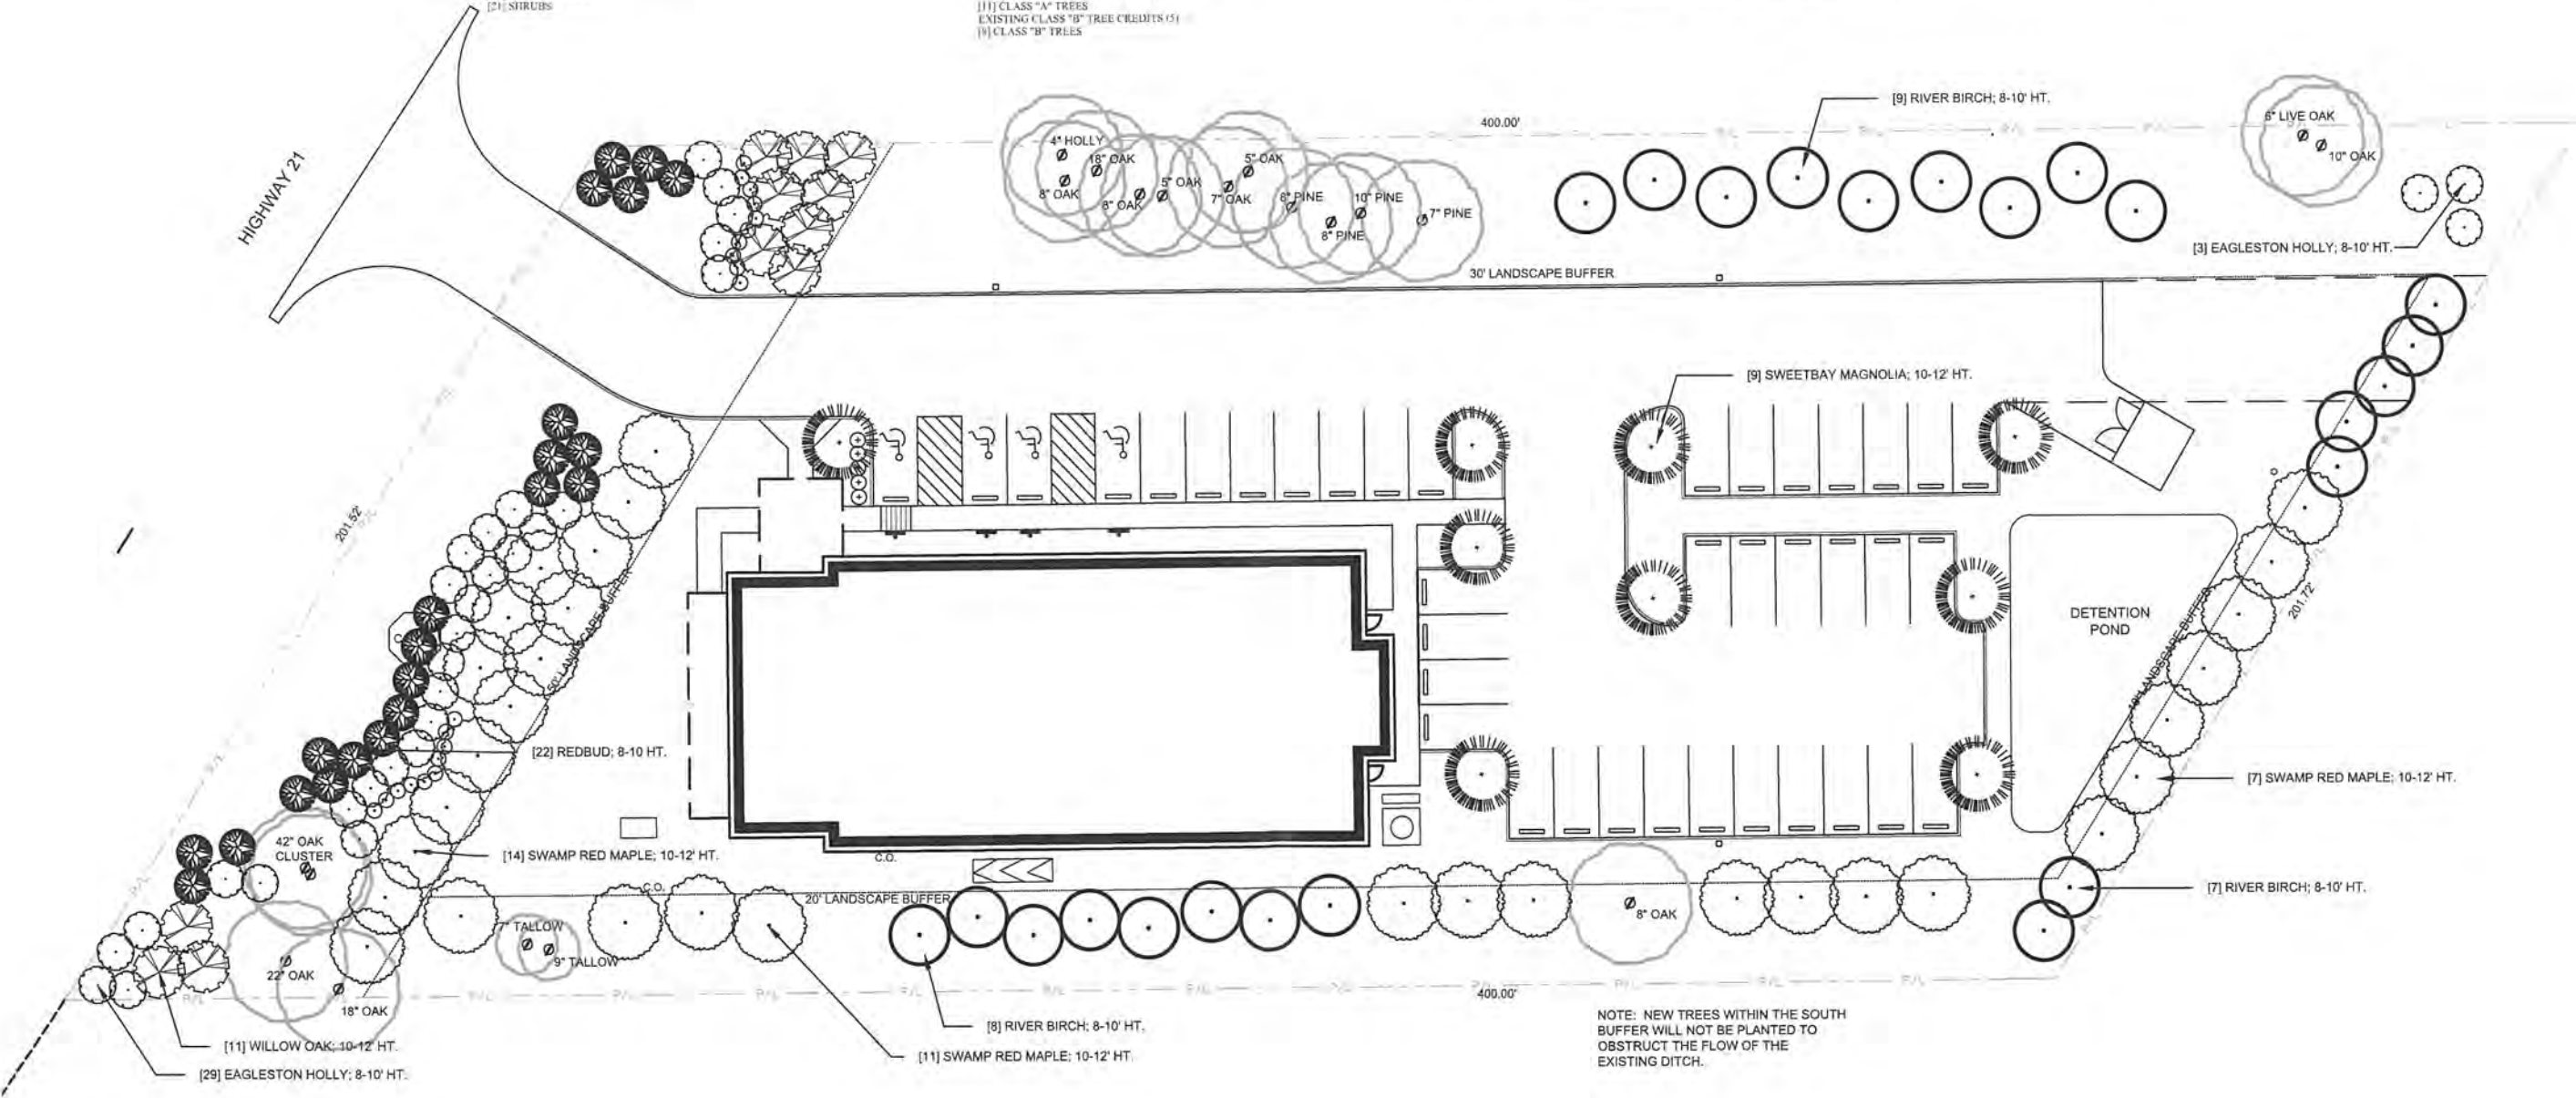 [21] SHRUBS
[11] CLASS "A" TREES
EXISTING CLASS "B" TREE CREDITS (5)
[8] CLASS "B" TREES
HIGHWAY 21
4" HOLLY
18" OAK
8" OAK
8" OAK
5" OAK
5" OAK
7" OAK
8" PINE
10" PINE
8" PINE
7" PINE
400.00'
[9] RIVER BIRCH; 8-10' HT.
6" LIVE OAK
10" OAK
[3] EAGLESTON HOLLY; 8-10' HT.
30' LANDSCAPE BUFFER
[9] SWEETBAY MAGNOLIA; 10-12' HT.
201.52'
P/L
50' LANDSCAPE BUFFER
DETENTION
POND
LANDSCAPE BUFFER
201.72'
C
[22] REDBUD; 8-10 HT.
[7] SWAMP RED MAPLE; 10-12' HT.
42" OAK
CLUSTER
[14] SWAMP RED MAPLE; 10-12' HT.
C.O.
C.O.
20' LANDSCAPE BUFFER
[7] RIVER BIRCH; 8-10' HT.
7" TALLOW
9" TALLOW
8" OAK
22" OAK
18" OAK
P/L
P/L
P/L
P/L
P/L
P/L
P/L
400.00'
P/L
P/L
P/L
[8] RIVER BIRCH; 8-10' HT.
[11] SWAMP RED MAPLE; 10-12' HT.
[11] WILLOW OAK; 10-12' HT.
[29] EAGLESTON HOLLY; 8-10' HT.
NOTE: NEW TREES WITHIN THE SOUTH
BUFFER WILL NOT BE PLANTED TO
OBSTRUCT THE FLOW OF THE
EXISTING DITCH.